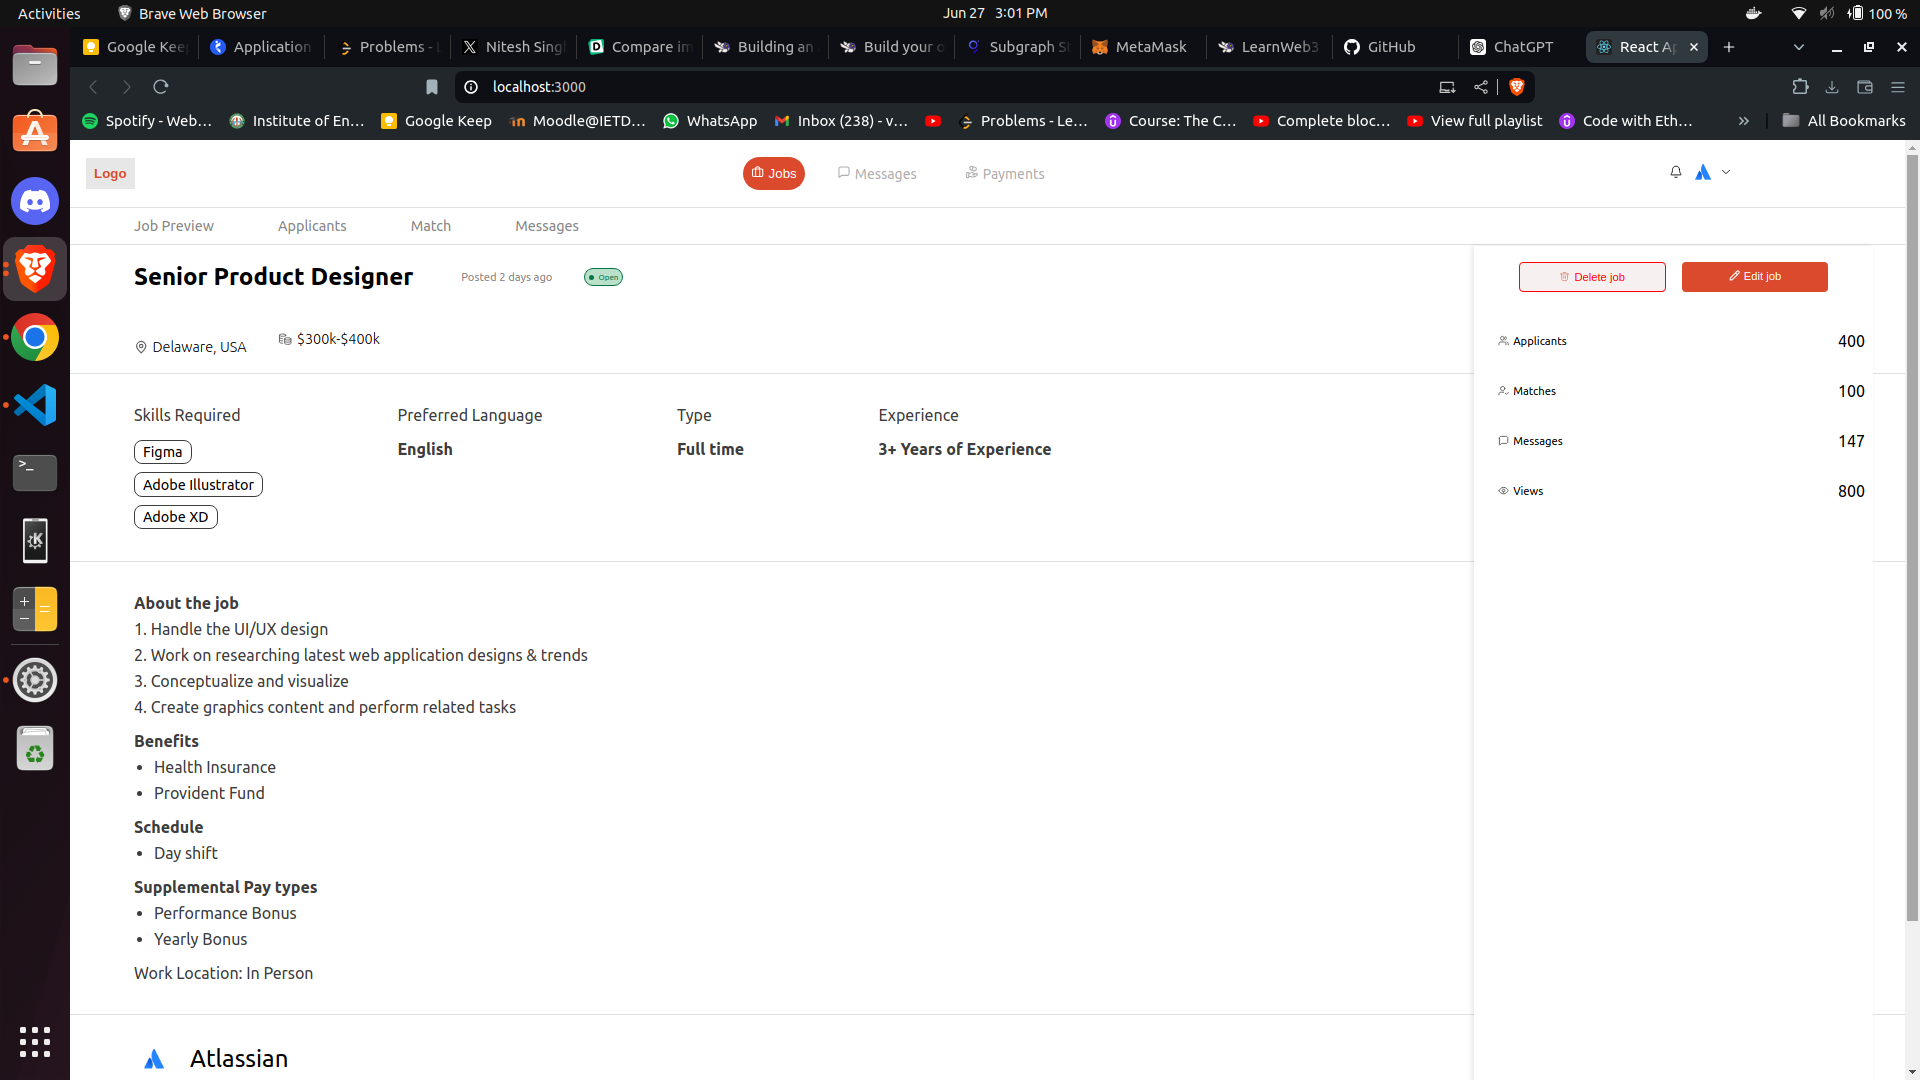 Activities
Brave Web Browser
Jun 27 3:01 PM
100 %
Google Kee
Application
Problems - L
Nitesh Sing
Compare im
Building an
Build your o
Subgraph St
MetaMask
LearnWeb3
GitHub
ChatGPT
React Ap
localhost:3000
Spotify - Web...
Institute of En...
Google Keep
Moodle@IETD...
WhatsApp
Inbox (238) - v...
Problems - Le...
Course: The C...
Complete bloc...
View full playlist
Code with Eth...
All Bookmarks
Logo
Jobs
Messages
Payments
Job Preview
Applicants
Match
Messages
Senior Product Designer
Posted 2 days ago
Open
Delete job
Edit job
Delaware, USA
$300k-$400k
Applicants 400
Matches 100
Messages 147
Views 800
Skills Required
Preferred Language
Type
Experience
Figma
English
Full time
3+ Years of Experience
Adobe Illustrator
Adobe XD
About the job
1. Handle the UI/UX design
2. Work on researching latest web application designs & trends
3. Conceptualize and visualize
4. Create graphics content and perform related tasks
Benefits
• Health Insurance
• Provident Fund
Schedule
• Day shift
Supplemental Pay types
• Performance Bonus
• Yearly Bonus
Work Location: In Person
Atlassian